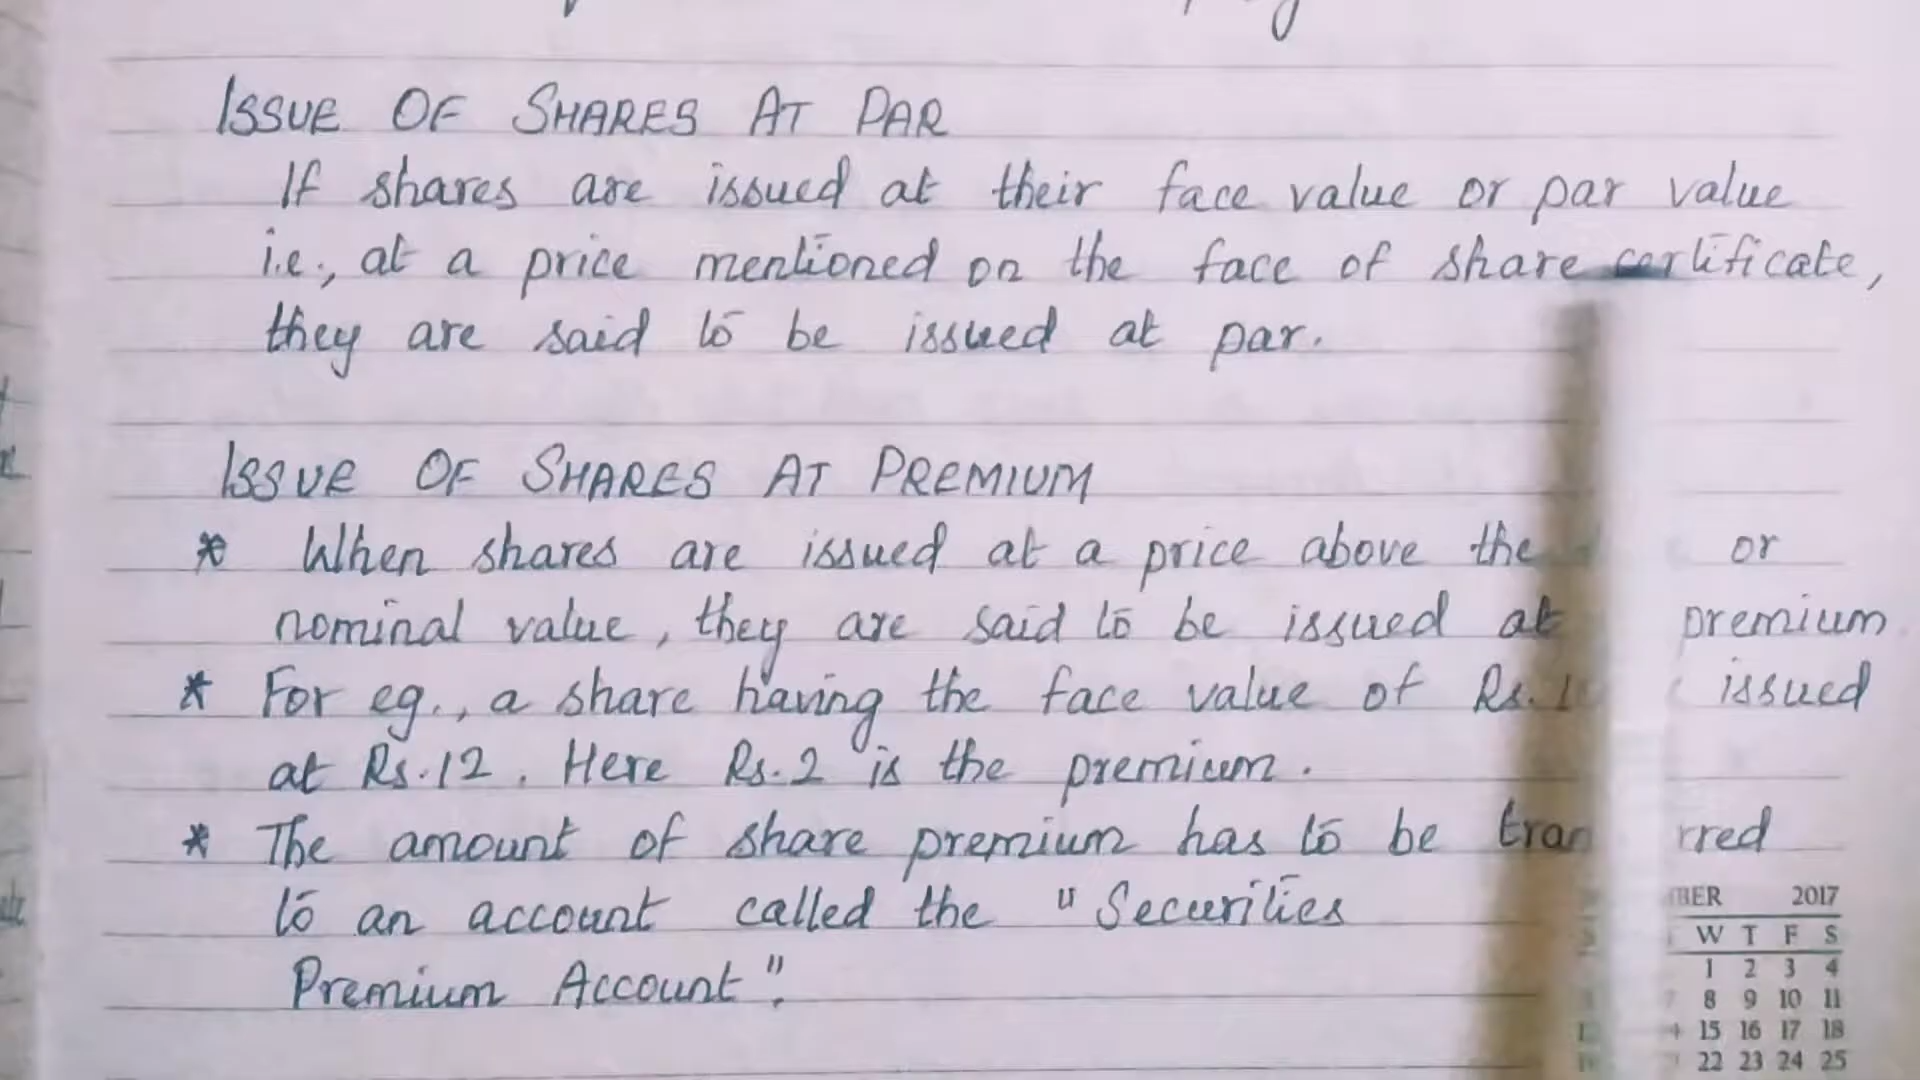 ISSUE OF SHARES AT PAR
If shares are issued at their face value or par value
i.e., at a price mentioned on the face of share certificate,
they are said to be issued at par.
ISSUE OF SHARES AT PREMIUM
* When shares are issued at a price above the or
nominal value, they are said to be issued at premium
* For eg., a share having the face value of Rs. issued
at Rs.12. Here Rs.2 is the premium.
* The amount of share premium has to be
to an account called the "Securities
Premium Account".
2017
W T F S
1 2 3 4
8 9 10 11
15 16 17 18
22 23 24 25